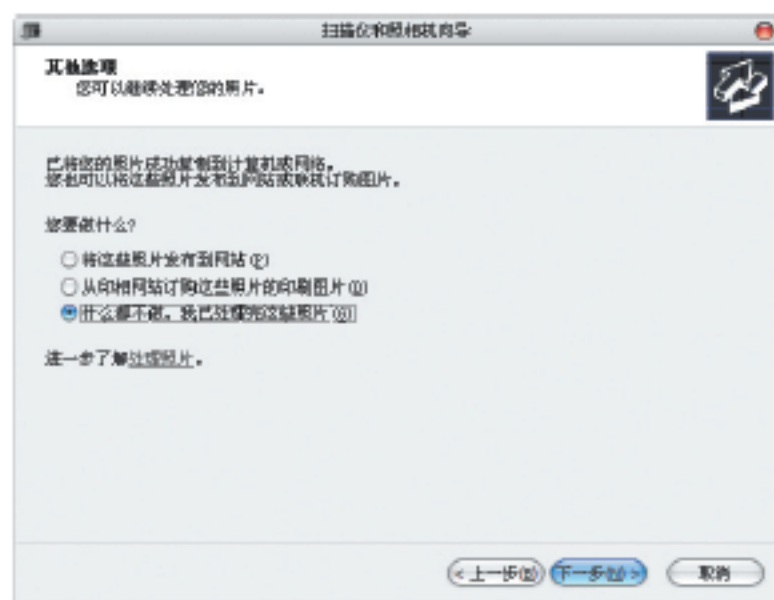 扫描仪和照相机向导
其他选项
您可以继续处理您的照片。
已将您的照片成功复制到计算机或网络。
您也可以将这些照片发布到网站或联机订购图片。
您要做什么?
将这些照片发布到网站(P)
从印相网站订购这些照片的印刷图片(U)
什么都不做。我已处理完这些照片(O)
进一步了解处理照片。
< 上一步(B)
下一步(N) >
取消